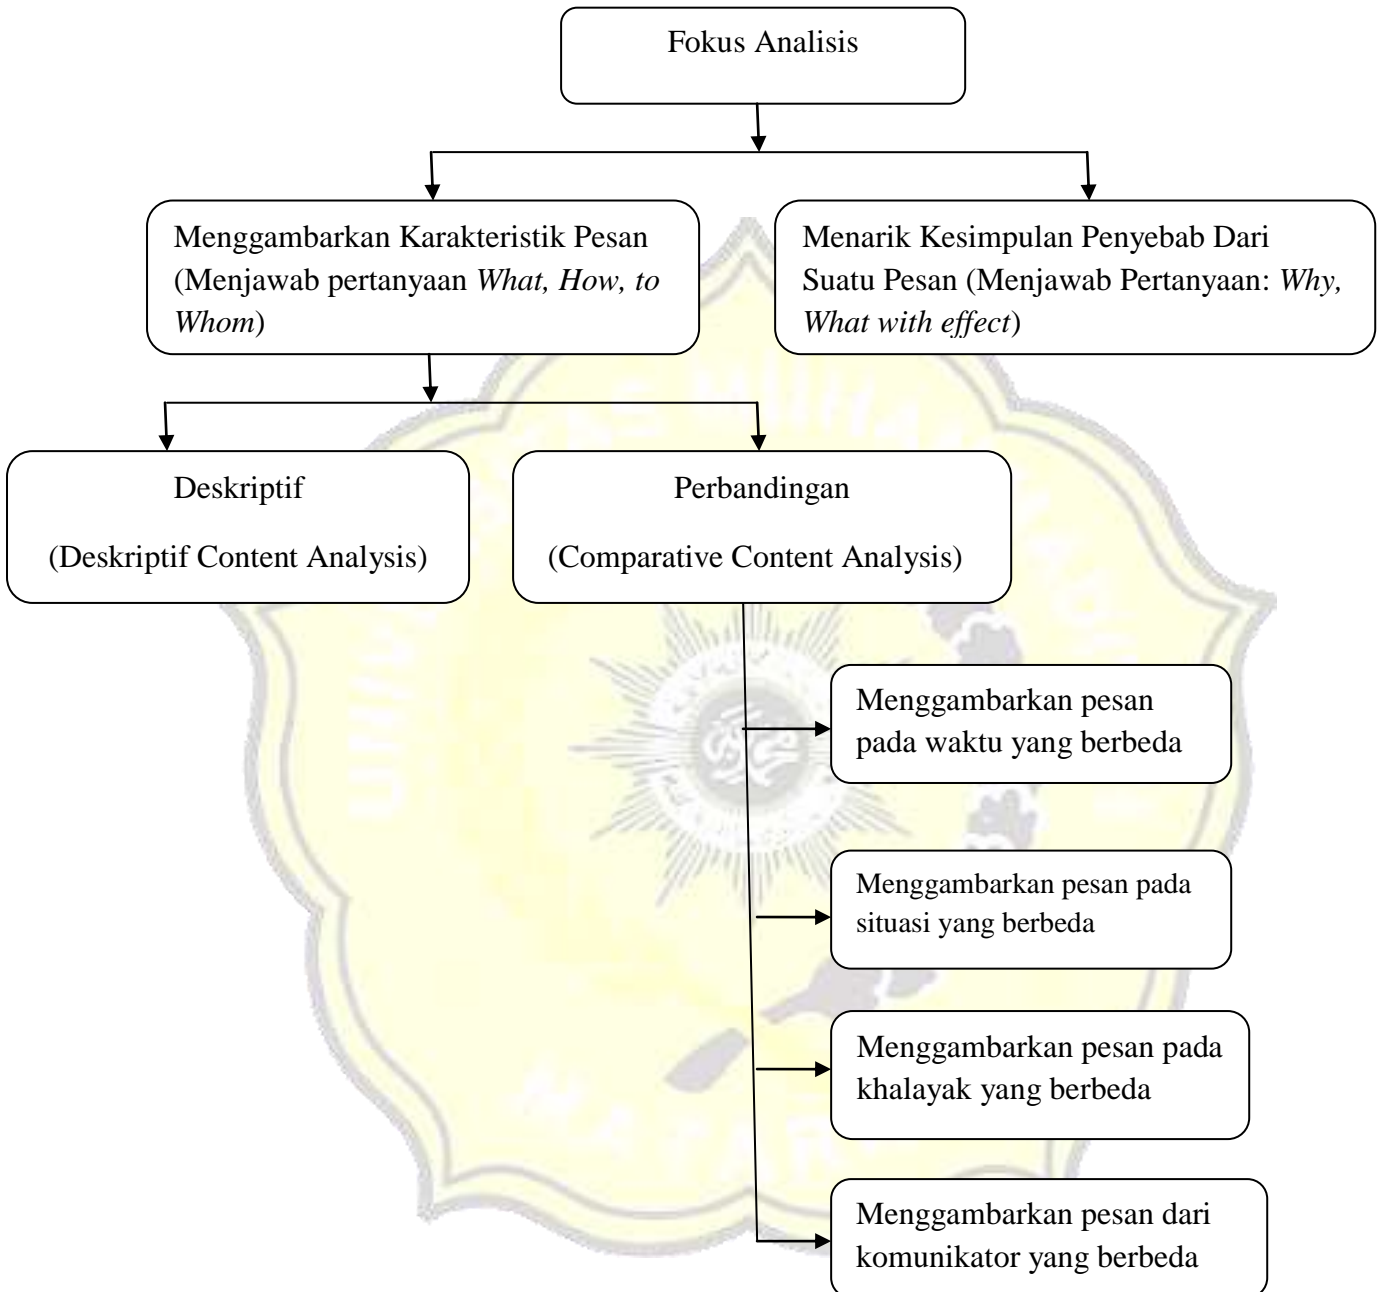 Fokus Analisis
Menggambarkan Karakteristik Pesan
(Menjawab pertanyaan What, How, to
Whom)
Menarik Kesimpulan Penyebab Dari
Suatu Pesan (Menjawab Pertanyaan: Why,
What with effect)
Deskriptif
(Deskriptif Content Analysis)
Perbandingan
(Comparative Content Analysis)
Menggambarkan pesan
pada waktu yang berbeda
Menggambarkan pesan pada
situasi yang berbeda
Menggambarkan pesan pada
khalayak yang berbeda
Menggambarkan pesan dari
komunikator yang berbeda